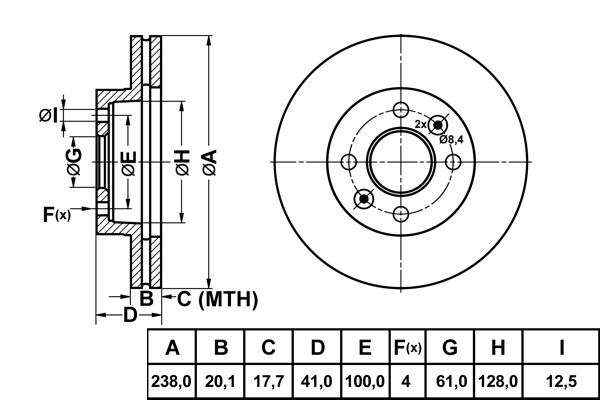 ØI
ØG
ØE
ØH
ØA
F(x)
B
C (MTH)
D
2x
Ø8,4
A B C D E F(x) G H I
238,0 20,1 17,7 41,0 100,0 4 61,0 128,0 12,5